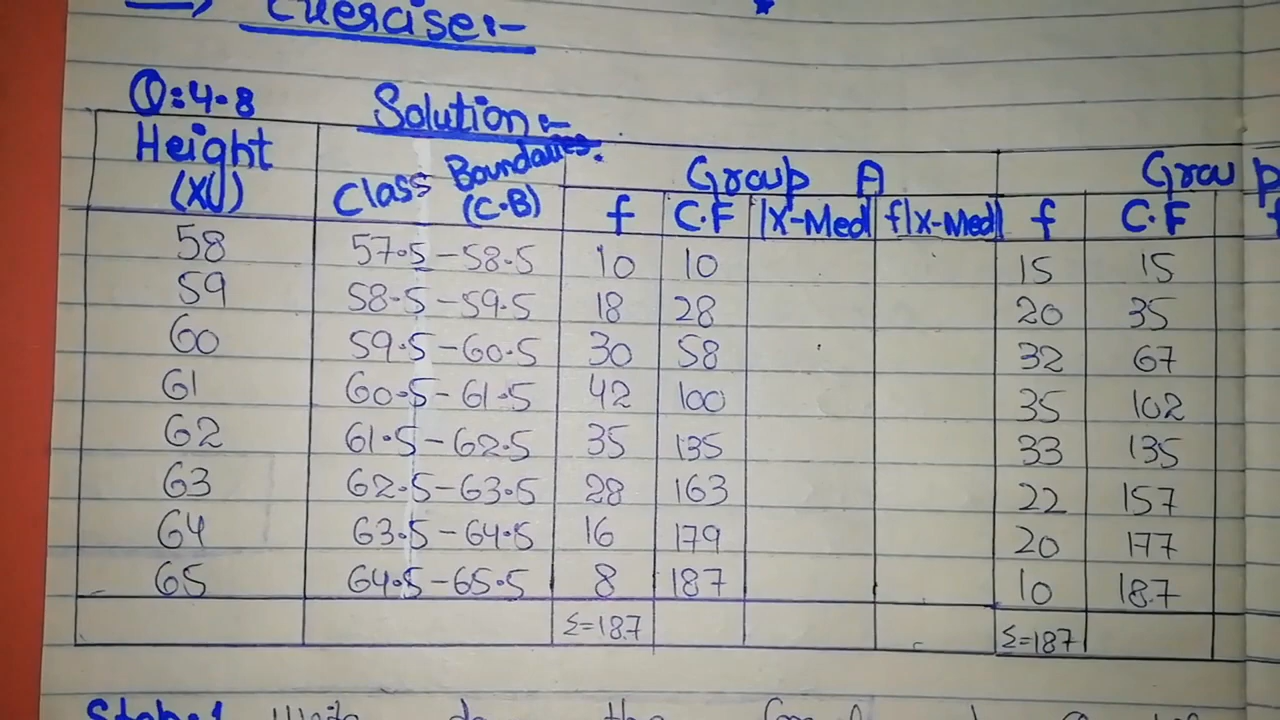 Exercise:-
Q:4.8 Solution:-
Height (Xi) Class Boundaries. (C.B) Group A Group
f C.F |X-Med| f|X-Med| f C.F f
58 57.5-58.5 10 10 15 15
59 58.5-59.5 18 28 20 35
60 59.5-60.5 30 58 32 67
61 60.5-61.5 42 100 35 102
62 61.5-62.5 35 135 33 135
63 62.5-63.5 28 163 22 157
64 63.5-64.5 16 179 20 177
65 64.5-65.5 8 187 10 187
Σ=187 Σ=187
the